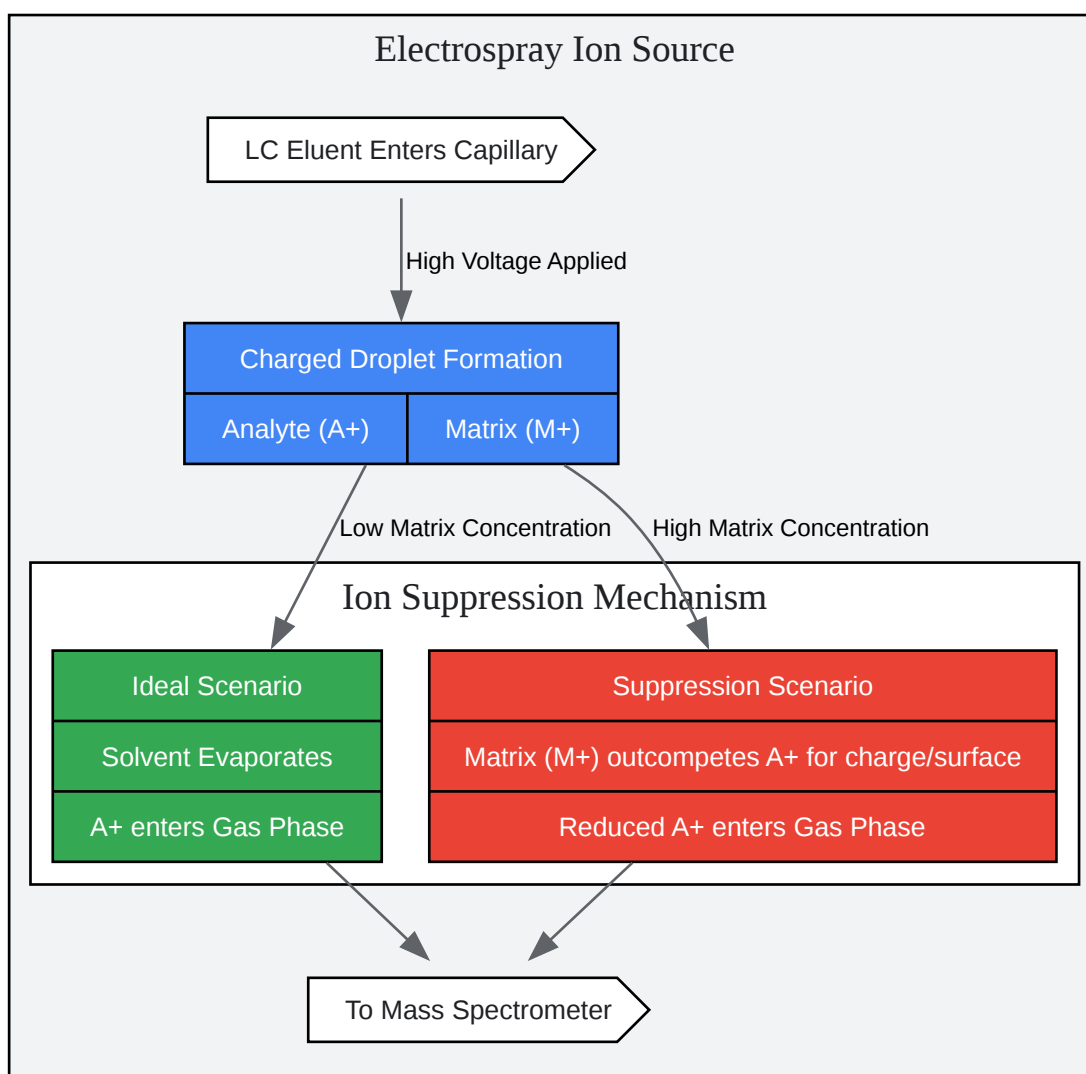 Electrospray Ion Source
LC Eluent Enters Capillary
High Voltage Applied
Charged Droplet Formation
Analyte (A+)
Matrix (M+)
Low Matrix Concentration
High Matrix Concentration
Ion Suppression Mechanism
Ideal Scenario
Solvent Evaporates
A+ enters Gas Phase
Suppression Scenario
Matrix (M+) outcompetes A+ for charge/surface
Reduced A+ enters Gas Phase
To Mass Spectrometer